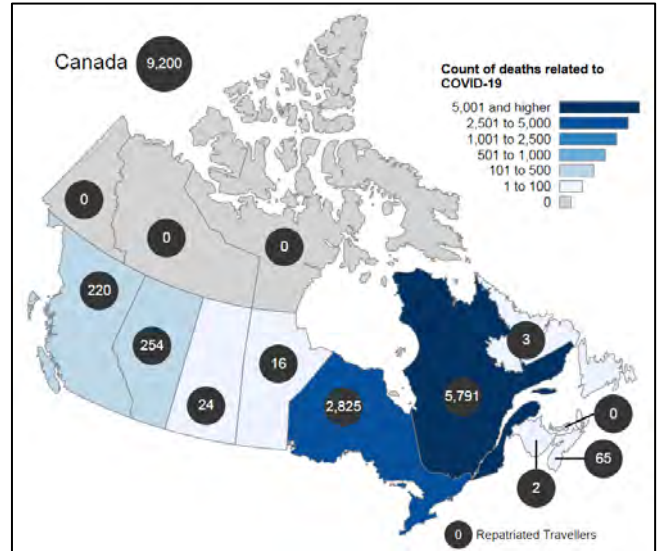 Canada 9,200
Count of deaths related to
COVID-19
5,001 and higher
2,501 to 5,000
1,001 to 2,500
501 to 1,000
101 to 500
1 to 100
0
0
0
0
220
254
24
16
2,825
5,791
3
0
65
2
0 Repatriated Travellers